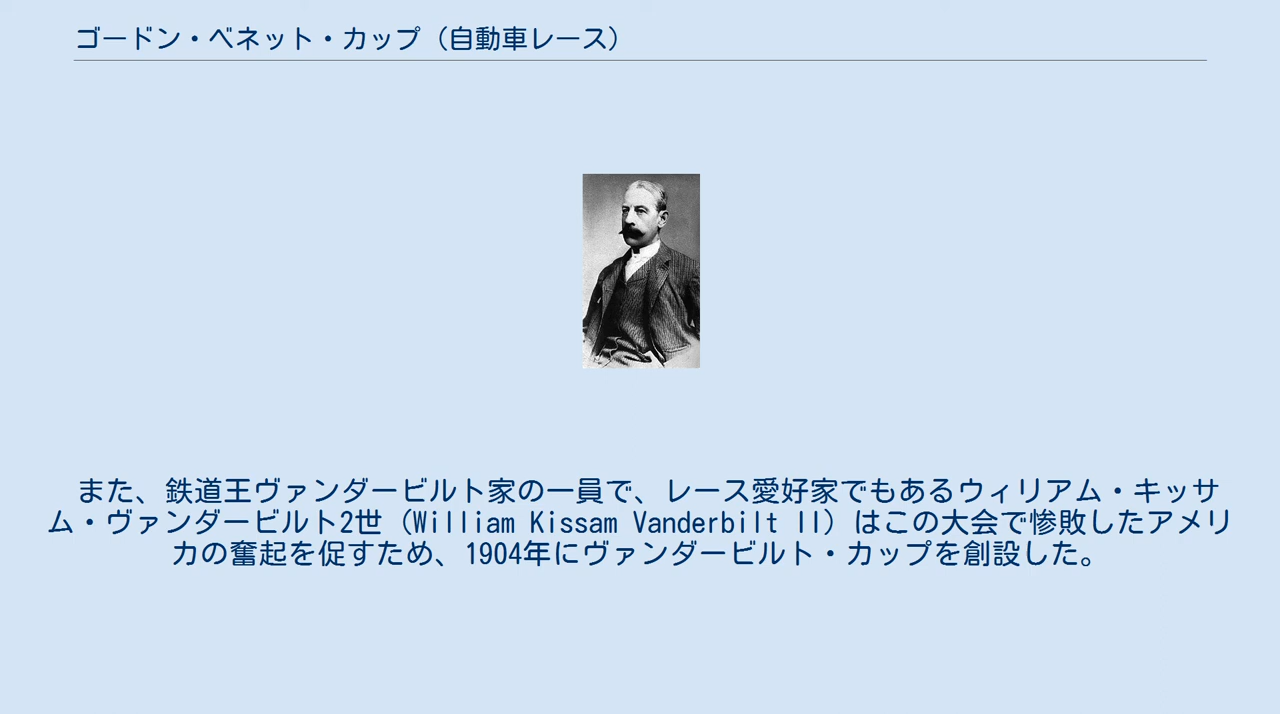 ゴードン・ベネット・カップ（自動車レース）
また、鉄道王ヴァンダービルト家の一員で、レース愛好家でもあるウィリアム・キッサ
ム・ヴァンダービルト2世（William Kissam Vanderbilt II）はこの大会で惨敗したアメリ
カの奮起を促すため、1904年にヴァンダービルト・カップを創設した。